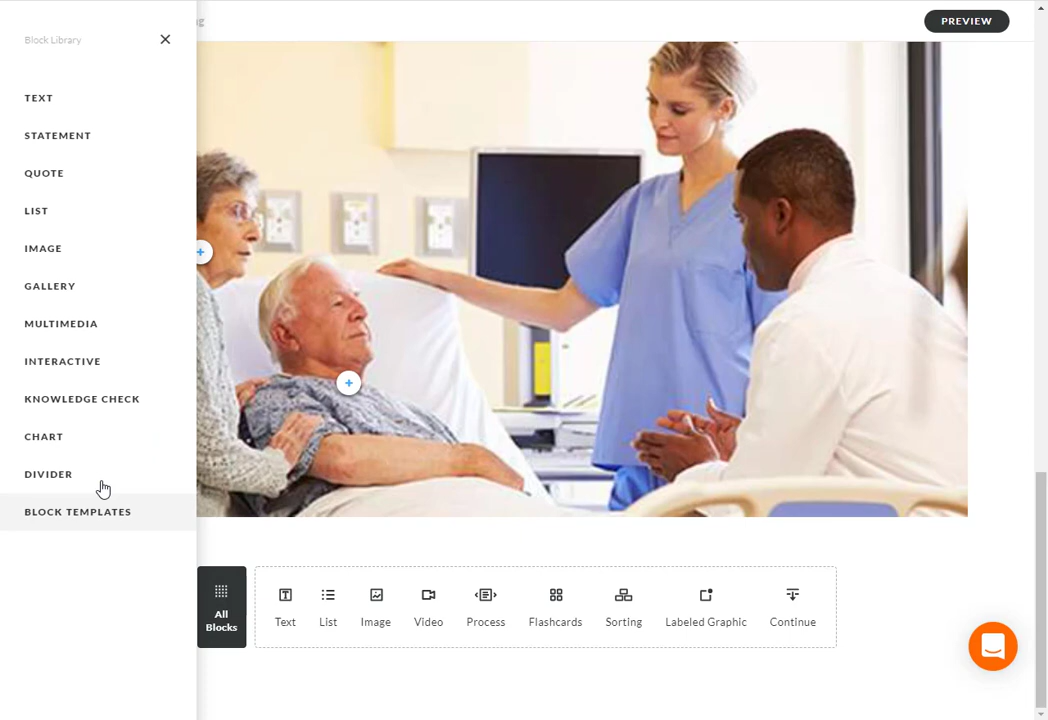 Block Library
PREVIEW
TEXT
STATEMENT
QUOTE
LIST
IMAGE
GALLERY
MULTIMEDIA
INTERACTIVE
KNOWLEDGE CHECK
CHART
DIVIDER
BLOCK TEMPLATES
All
Blocks
Text
List
Image
Video
Process
Flashcards
Sorting
Labeled Graphic
Continue